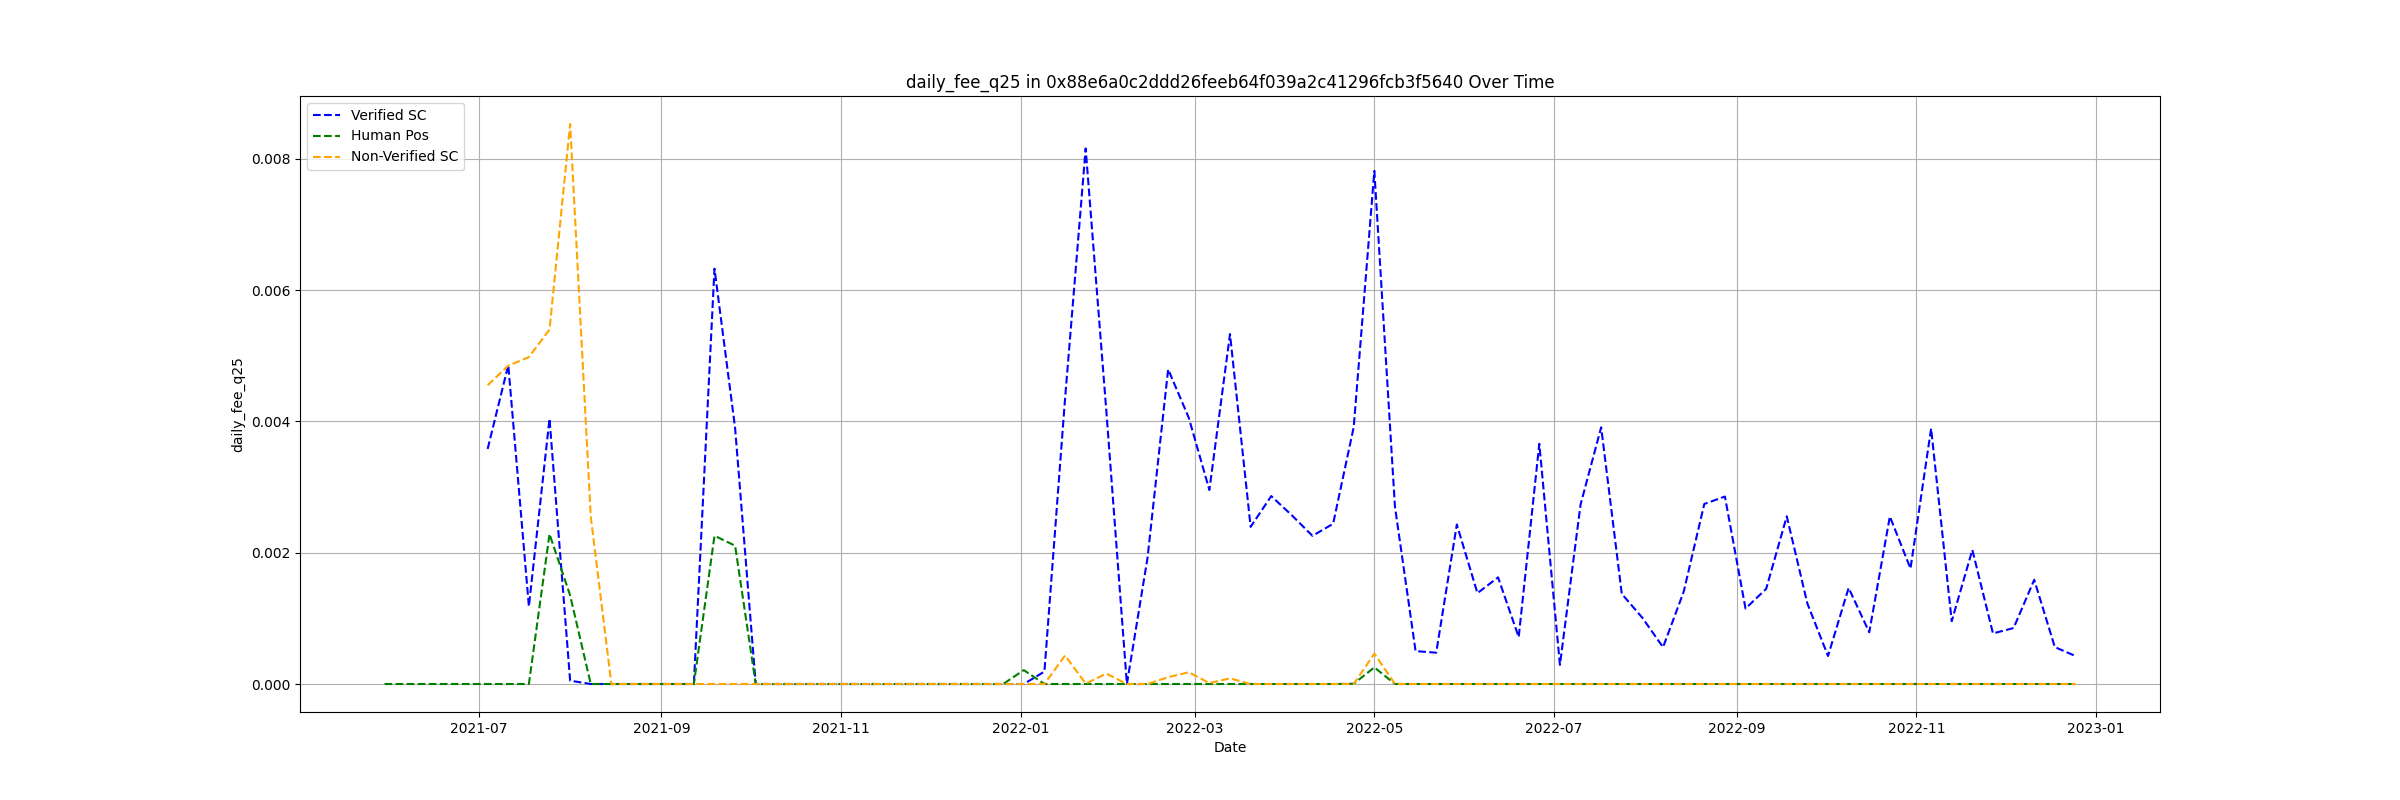 daily_fee_q25 in 0x88e6a0c2ddd26feeb64f039a2c41296fcb3f5640 Over Time
Verified SC
Human Pos
Non-Verified SC
daily_fee_q25
0.008
0.006
0.004
0.002
0.000
2021-07
2021-09
2021-11
2022-01
2022-03
2022-05
2022-07
2022-09
2022-11
2023-01
Date